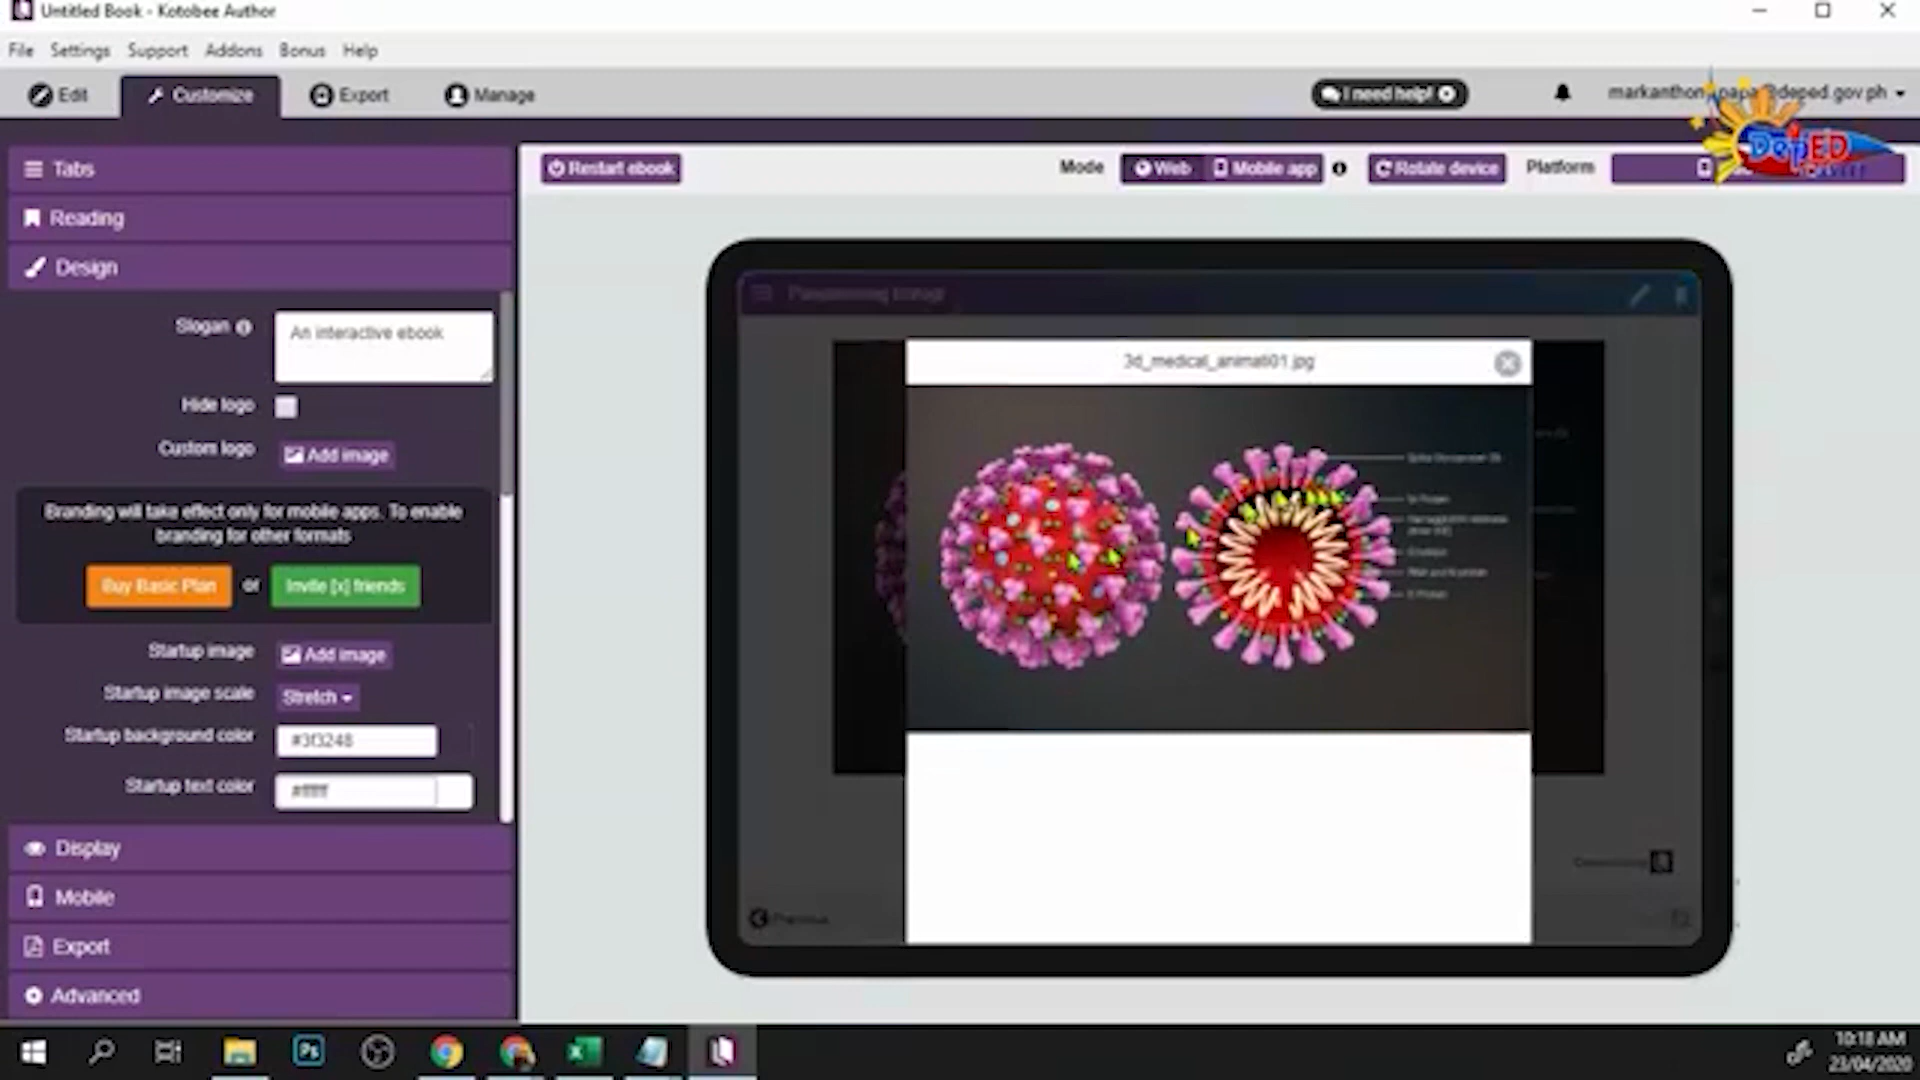 Untitled Book - Kotobee Author
File Settings Support Addons Bonus Help
Edit Customize Export Manage I need help!
Tabs
Restart ebook Mode Web Mobile app Rotate device Platform
DepED
Reading
Design
Slogan An interactive ebook
Hide logo
Custom logo Add image
Branding will take effect only for mobile apps. To enable
branding for other formats
Buy Basic Plan or Invite [x] friends
Startup image Add image
Startup image scale Stretch
Startup background color #3f3248
Startup text color #ffffff
Display
Mobile
Export
Advanced
3d_medical_animati01.jpg
Previous
Ps
10:18 AM
23/04/2020